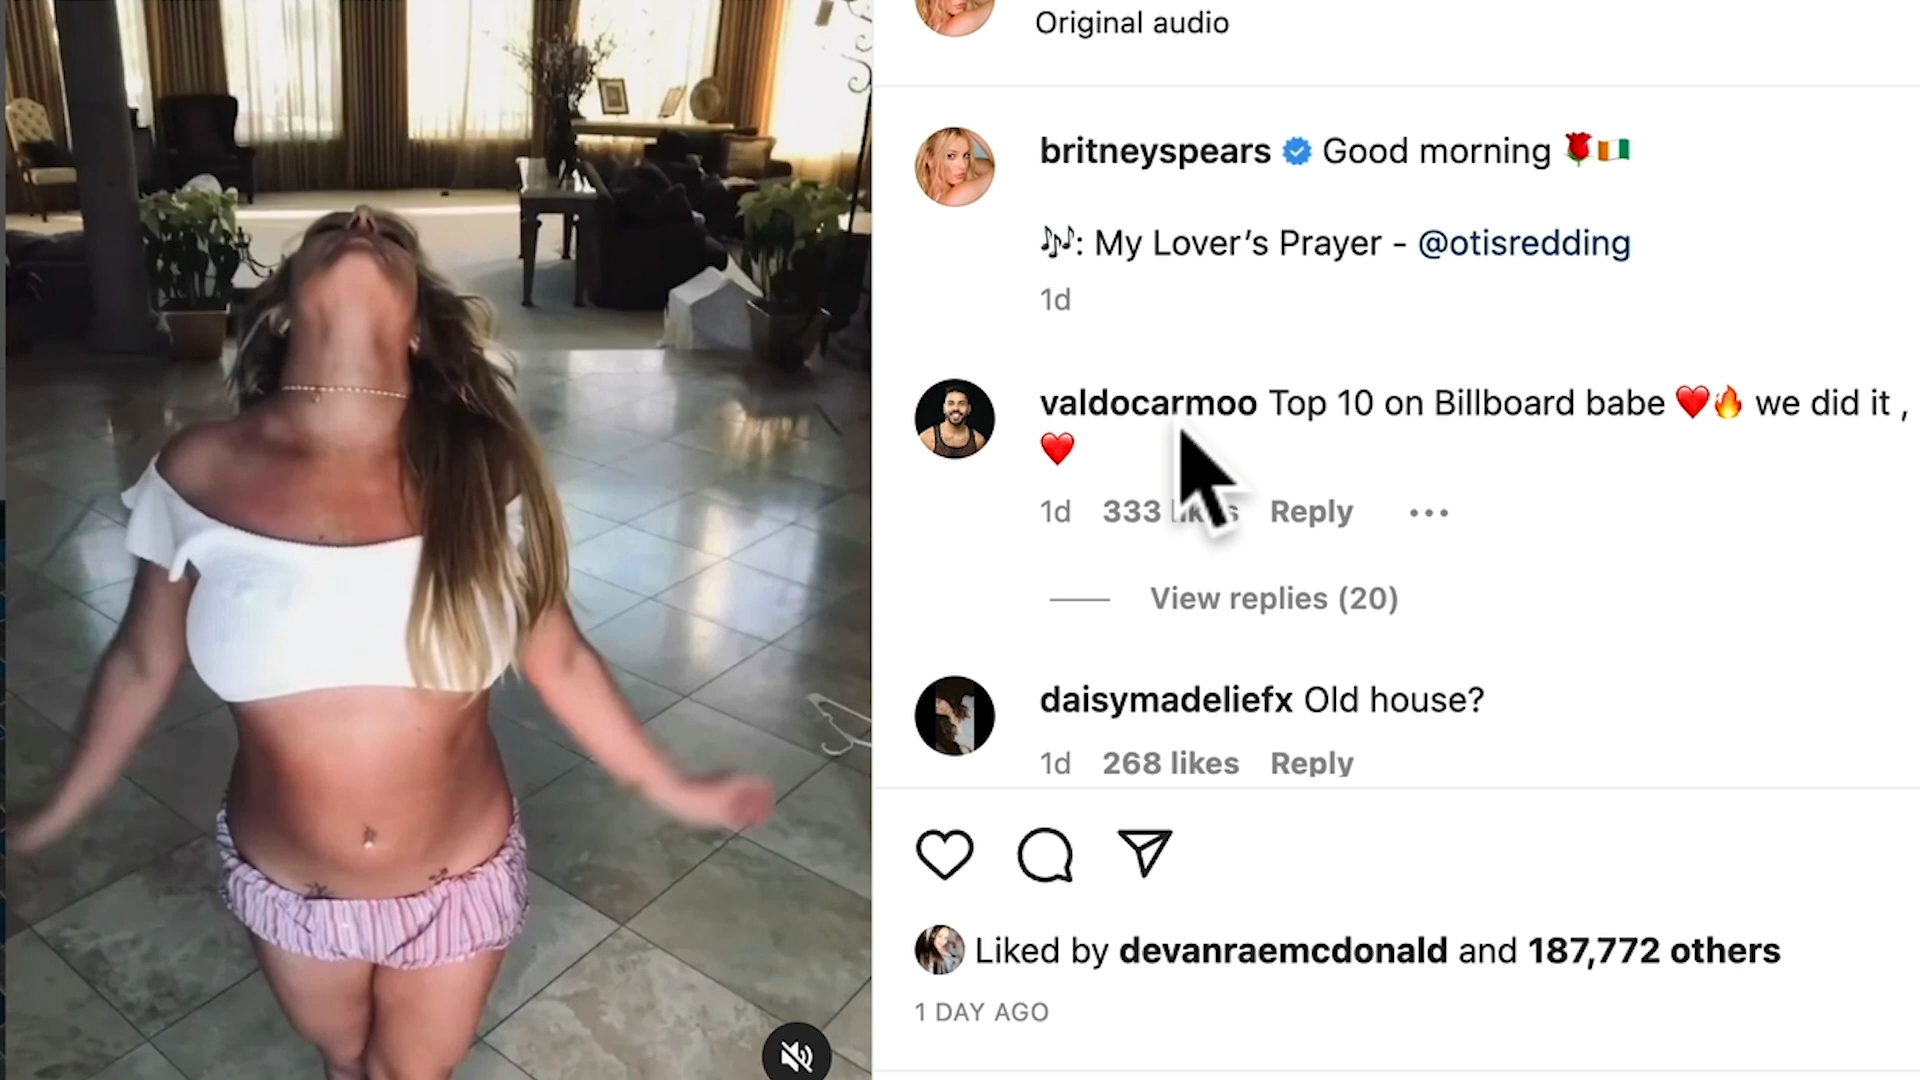 Original audio
britneyspears Good morning 🌹🇨🇮
🎶: My Lover’s Prayer - @otisredding
1d
valdocarmoo Top 10 on Billboard babe ❤️🔥 we did it ,
❤️
1d 333 likes Reply •••
View replies (20)
daisymadeliefx Old house?
1d 268 likes Reply
Liked by devanraemcdonald and 187,772 others
1 DAY AGO